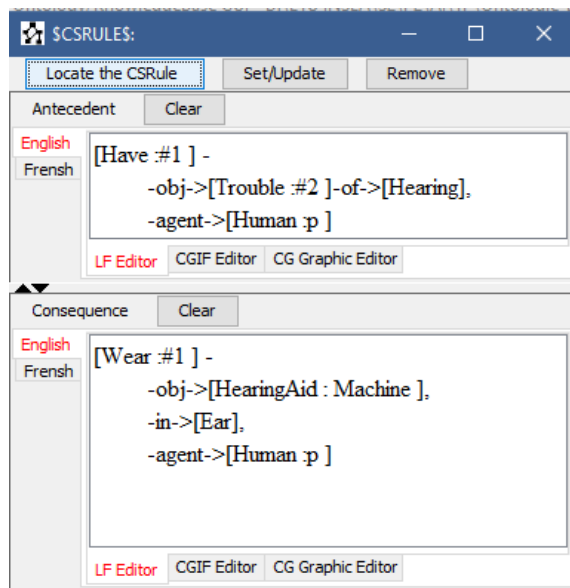 $CSRULE$:
Locate the CSRule Set/Update Remove
Antecedent Clear
English
Frensh
[Have :#1 ] -
-obj->[Trouble :#2 ]-of->[Hearing],
-agent->[Human :p ]
LF Editor CGIF Editor CG Graphic Editor
Consequence Clear
English
Frensh
[Wear :#1 ] -
-obj->[HearingAid : Machine ],
-in->[Ear],
-agent->[Human :p ]
LF Editor CGIF Editor CG Graphic Editor